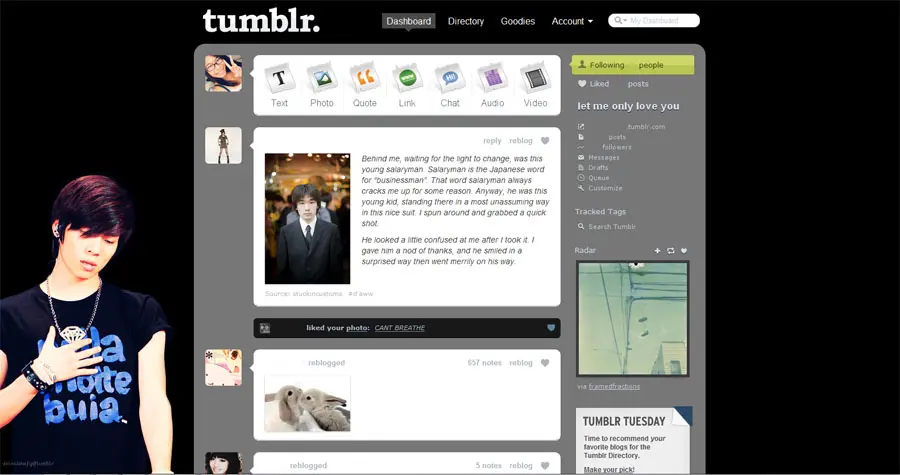 tumblr.
Dashboard Directory Goodies Account
My Dashboard
Text Photo Quote Link Chat Audio Video
Following people
Liked posts
let me only love you
.tumblr.com
posts
followers
Messages
Drafts
Queue
Customize
Tracked Tags
Search Tumblr
Radar
via framedfractions
TUMBLR TUESDAY
Time to recommend your
favorite blogs for the
Tumblr Directory.
Make your pick!
reply reblog
Behind me, waiting for the light to change, was this
young salaryman. Salaryman is the Japanese word
for "businessman". That word salaryman always
cracks me up for some reason. Anyway, he was this
young kid, standing there in a most unassuming way
in this nice suit. I spun around and grabbed a quick
shot.
He looked a little confused at me after I took it. I
gave him a nod of thanks, and he smiled in a
surprised way then went merrily on his way.
Source: stuckincustoms
liked your photo: CANT BREATHE
reblogged 657 notes reblog
reblogged 5 notes reblog
noite
buia.